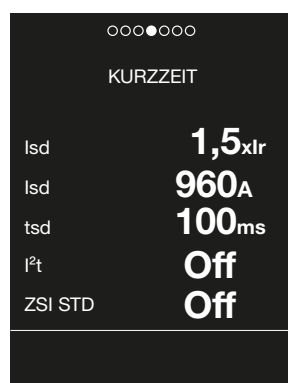 KURZZEIT
Isd 1,5xIr
Isd 960A
tsd 100ms
I²t Off
ZSI STD Off